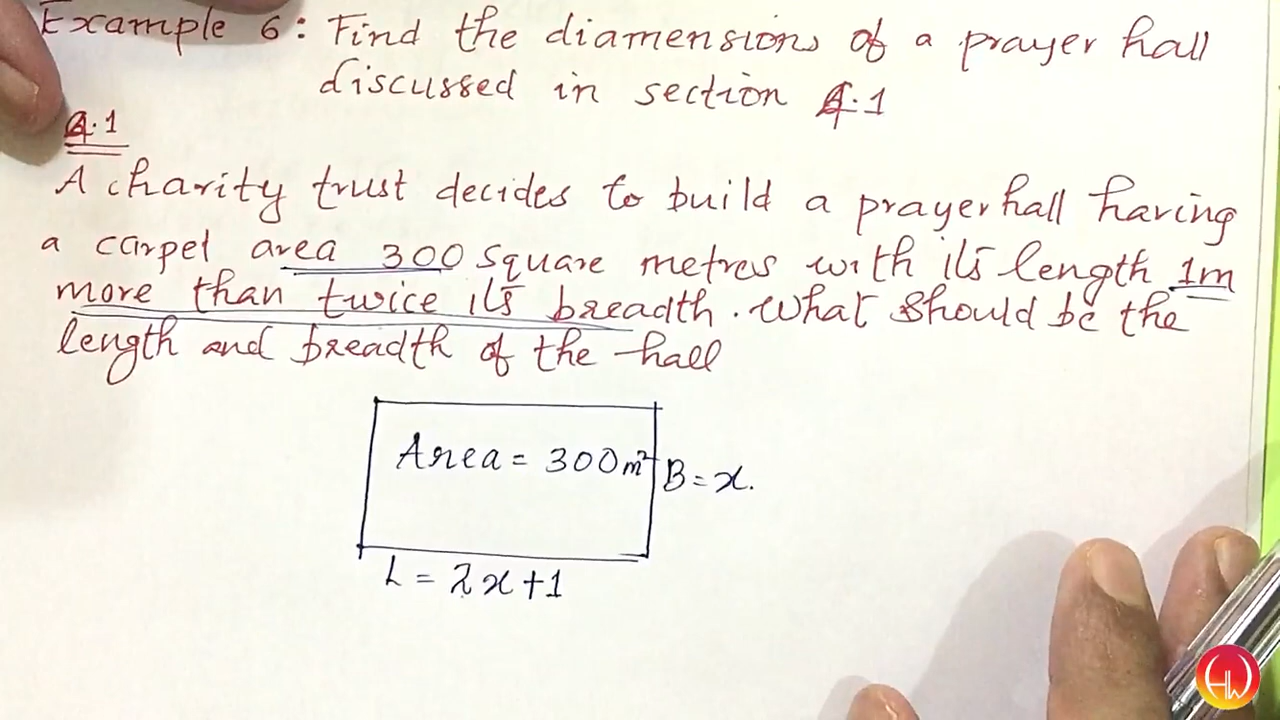 Example 6: Find the diamensions of a prayer hall
discussed in section 4.1
4.1
A charity trust decides to build a prayer hall having
a carpet area 300 square metres with its length 1m
more than twice its breadth. What should be the
length and breadth of the hall
Area = 300m²
B = x.
L = 2x+1